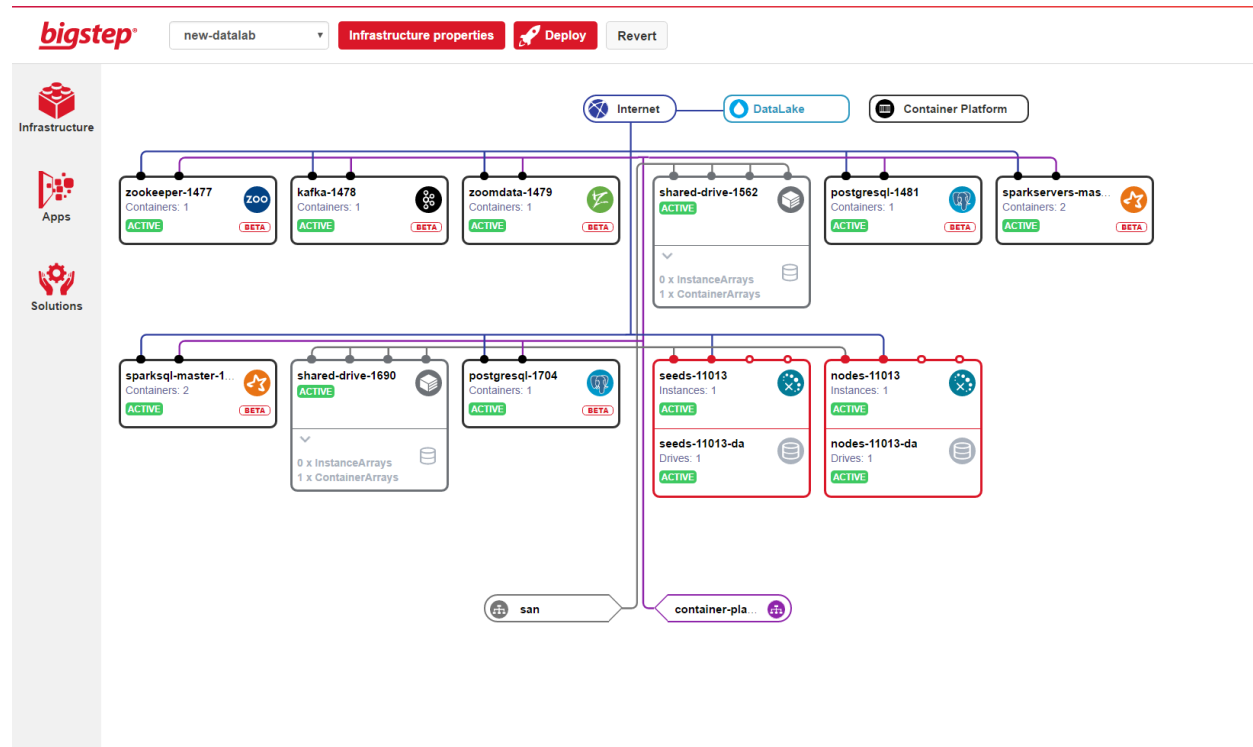 bigstep
new-datalab
Infrastructure properties
Deploy
Revert
Infrastructure
Apps
Solutions
Internet
DataLake
Container Platform
zookeeper-1477
Containers: 1
ACTIVE
ZOO
BETA
kafka-1478
Containers: 1
ACTIVE
BETA
zoomdata-1479
Containers: 1
ACTIVE
BETA
shared-drive-1562
ACTIVE
0 x InstanceArrays
1 x ContainerArrays
postgresql-1481
Containers: 1
ACTIVE
BETA
sparkservers-mas...
Containers: 2
ACTIVE
BETA
sparksql-master-1...
Containers: 2
ACTIVE
BETA
shared-drive-1690
ACTIVE
0 x InstanceArrays
1 x ContainerArrays
postgresql-1704
Containers: 1
ACTIVE
BETA
seeds-11013
Instances: 1
ACTIVE
seeds-11013-da
Drives: 1
ACTIVE
nodes-11013
Instances: 1
ACTIVE
nodes-11013-da
Drives: 1
ACTIVE
san
container-pla...